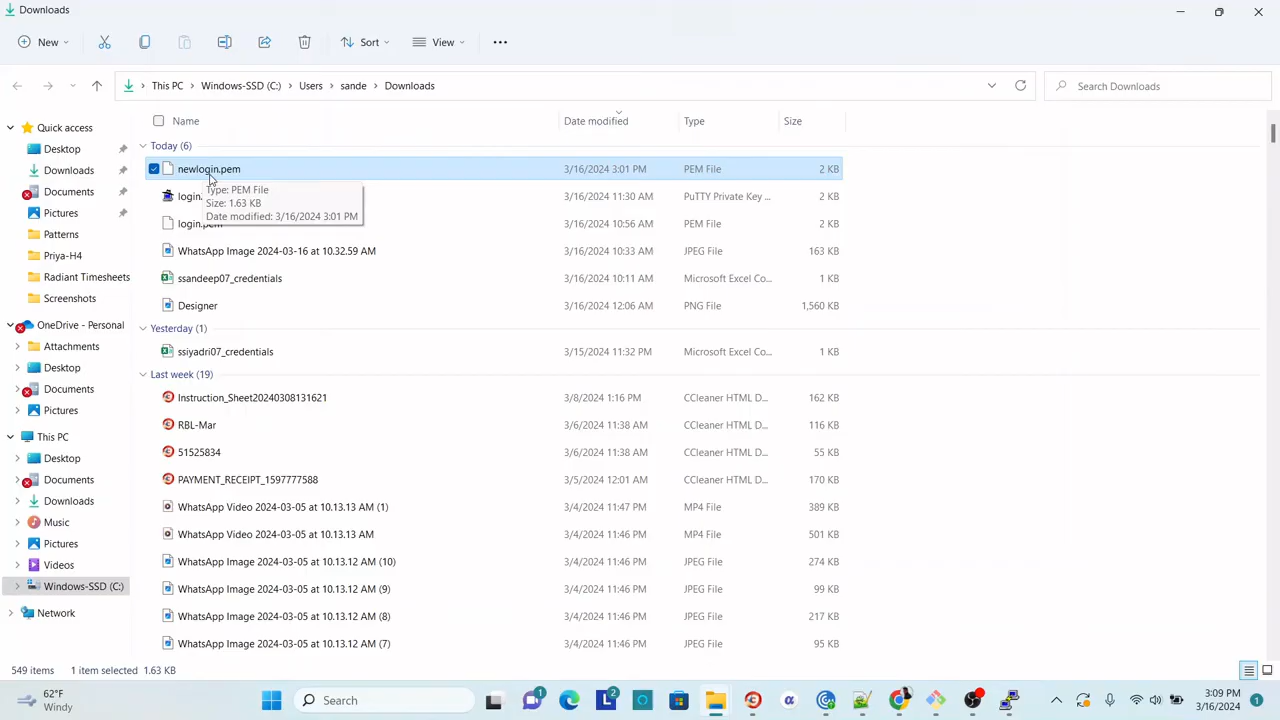 Downloads
New
Sort
View
This PC > Windows-SSD (C:) > Users > sande > Downloads
Search Downloads
Quick access
Desktop
Downloads
Documents
Pictures
Patterns
Priya-H4
Radiant Timesheets
Screenshots
OneDrive - Personal
Attachments
Desktop
Documents
Pictures
This PC
Desktop
Documents
Downloads
Music
Pictures
Videos
Windows-SSD (C:)
Network
Name Date modified Type Size
Today (6)
newlogin.pem 3/16/2024 3:01 PM PEM File 2 KB
login. 3/16/2024 11:30 AM PuTTY Private Key ... 2 KB
Type: PEM File
Size: 1.63 KB
Date modified: 3/16/2024 3:01 PM
login.pem 3/16/2024 10:56 AM PEM File 2 KB
WhatsApp Image 2024-03-16 at 10.32.59 AM 3/16/2024 10:33 AM JPEG File 163 KB
ssandeep07_credentials 3/16/2024 10:11 AM Microsoft Excel Co... 1 KB
Designer 3/16/2024 12:06 AM PNG File 1,560 KB
Yesterday (1)
ssiyadri07_credentials 3/15/2024 11:32 PM Microsoft Excel Co... 1 KB
Last week (19)
Instruction_Sheet20240308131621 3/8/2024 1:16 PM CCleaner HTML D... 162 KB
RBL-Mar 3/6/2024 11:38 AM CCleaner HTML D... 116 KB
51525834 3/6/2024 11:38 AM CCleaner HTML D... 55 KB
PAYMENT_RECEIPT_1597777588 3/5/2024 12:01 AM CCleaner HTML D... 170 KB
WhatsApp Video 2024-03-05 at 10.13.13 AM (1) 3/4/2024 11:47 PM MP4 File 389 KB
WhatsApp Video 2024-03-05 at 10.13.13 AM 3/4/2024 11:46 PM MP4 File 501 KB
WhatsApp Image 2024-03-05 at 10.13.12 AM (10) 3/4/2024 11:46 PM JPEG File 274 KB
WhatsApp Image 2024-03-05 at 10.13.12 AM (9) 3/4/2024 11:46 PM JPEG File 99 KB
WhatsApp Image 2024-03-05 at 10.13.12 AM (8) 3/4/2024 11:46 PM JPEG File 217 KB
WhatsApp Image 2024-03-05 at 10.13.12 AM (7) 3/4/2024 11:46 PM JPEG File 95 KB
549 items 1 item selected 1.63 KB
62°F
Windy
Search
1
2
3:09 PM
3/16/2024
1